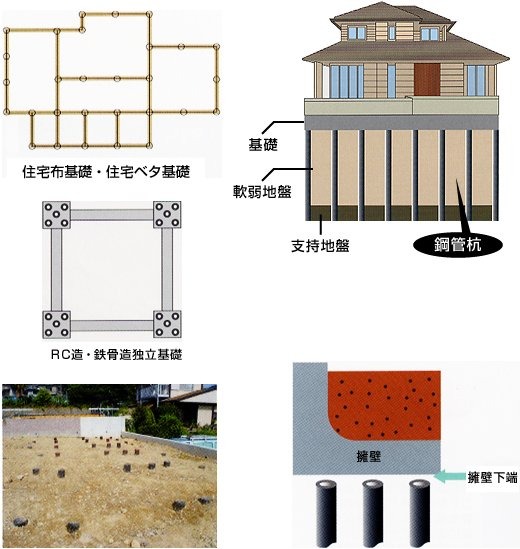 住宅布基礎・住宅ベタ基礎
基礎
軟弱地盤
支持地盤
鋼管杭
RC造・鉄骨造独立基礎
擁壁
擁壁下端